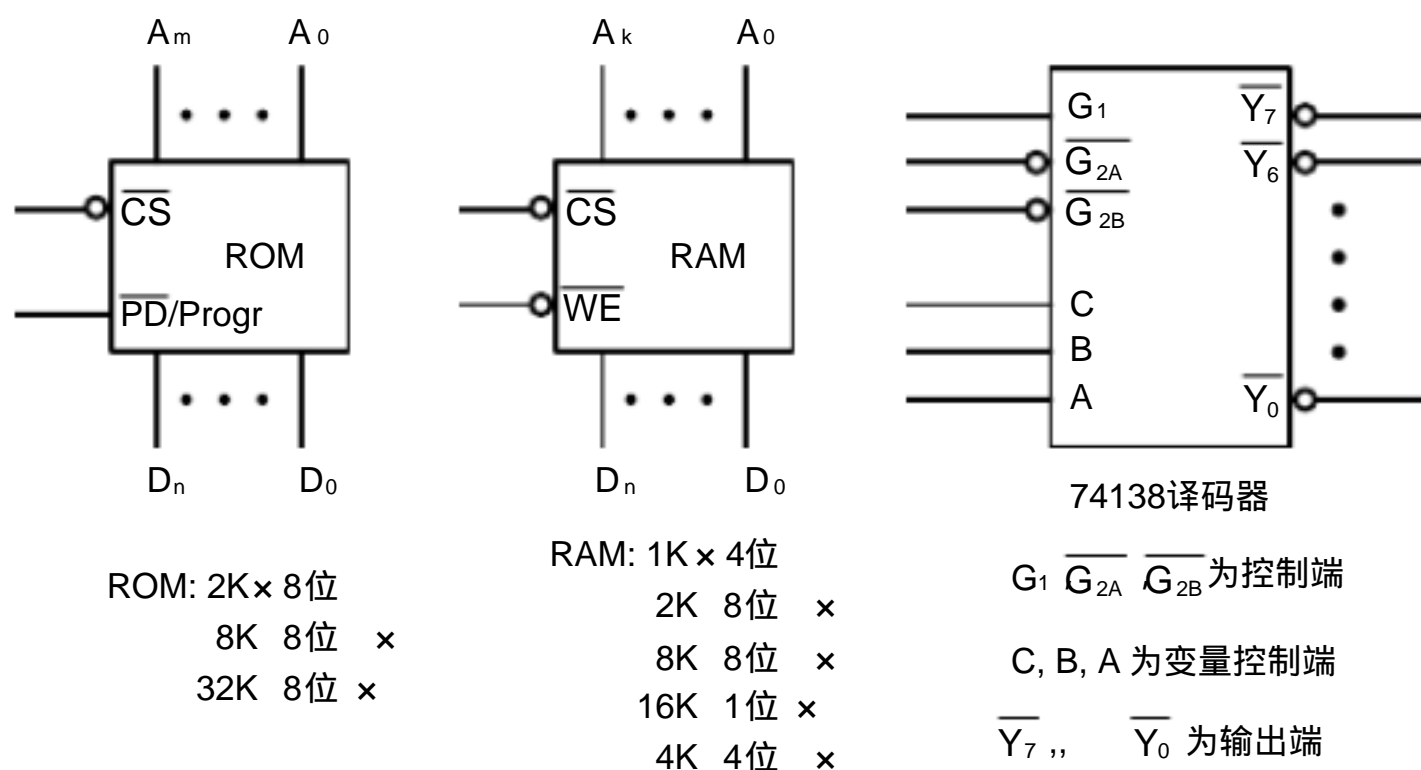 Am A0
CS
ROM
PD/Progr
Dn D0
ROM: 2K× 8位
8K 8位 ×
32K 8位 ×
Ak A0
CS
RAM
WE
Dn D0
RAM: 1K × 4位
2K 8位 ×
8K 8位 ×
16K 1位 ×
4K 4位 ×
G1 Y7
G2A Y6
G2B
C
B
A Y0
74138译码器
G1 G2A G2B为控制端
C, B, A 为变量控制端
Y7 ,, Y0 为输出端